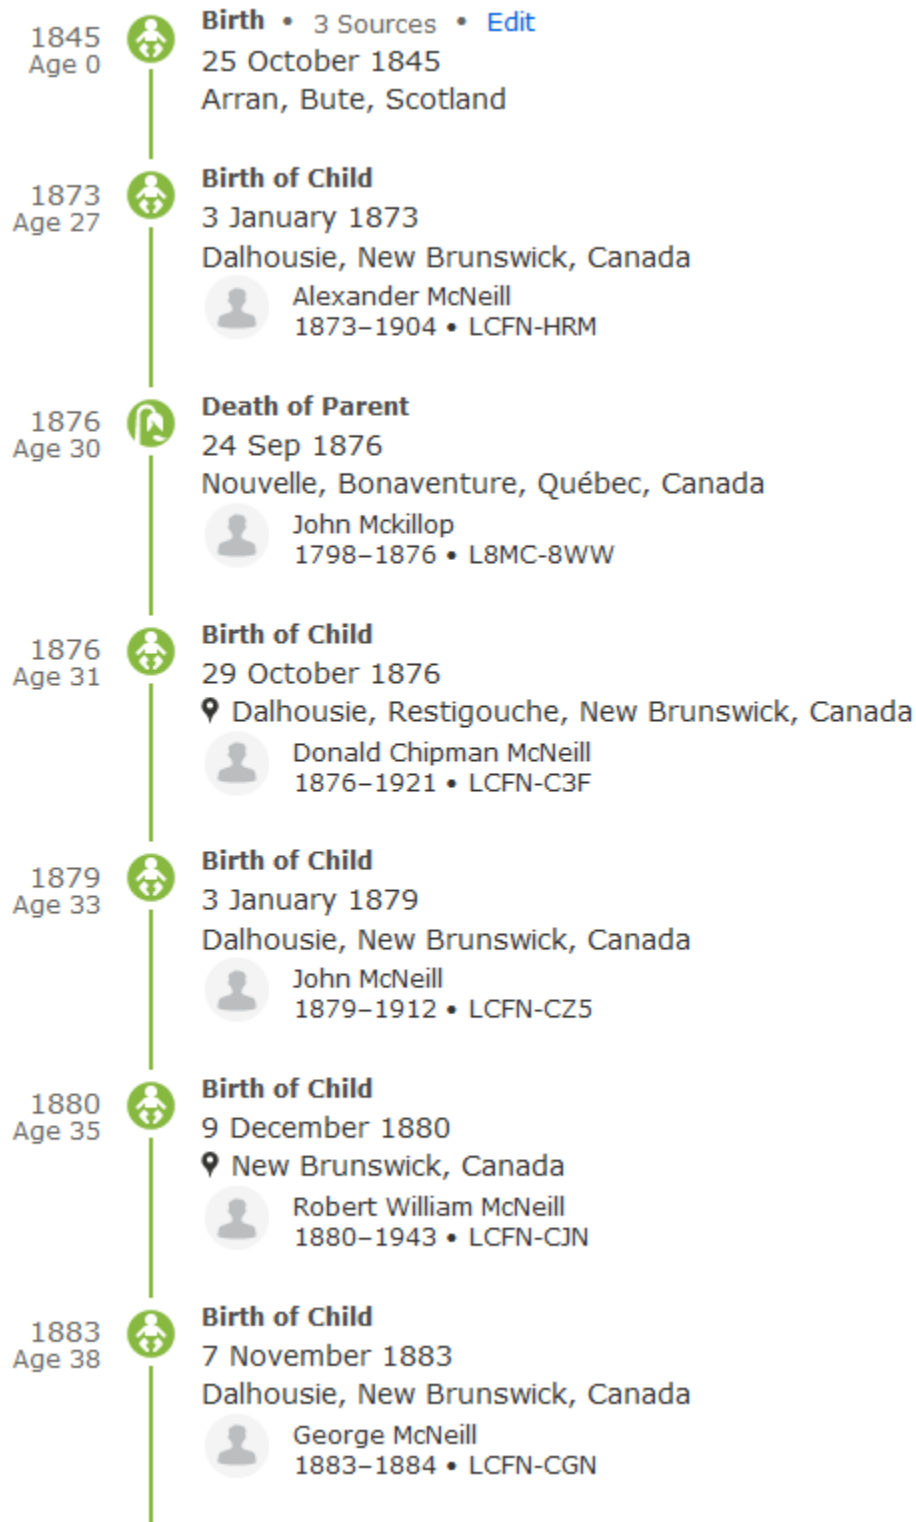 1845
Age 0
Birth • 3 Sources • Edit
25 October 1845
Arran, Bute, Scotland
1873
Age 27
Birth of Child
3 January 1873
Dalhousie, New Brunswick, Canada
Alexander McNeill
1873–1904 • LCFN-HRM
1876
Age 30
Death of Parent
24 Sep 1876
Nouvelle, Bonaventure, Québec, Canada
John Mckillop
1798–1876 • L8MC-8WW
1876
Age 31
Birth of Child
29 October 1876
Dalhousie, Restigouche, New Brunswick, Canada
Donald Chipman McNeill
1876–1921 • LCFN-C3F
1879
Age 33
Birth of Child
3 January 1879
Dalhousie, New Brunswick, Canada
John McNeill
1879–1912 • LCFN-CZ5
1880
Age 35
Birth of Child
9 December 1880
New Brunswick, Canada
Robert William McNeill
1880–1943 • LCFN-CJN
1883
Age 38
Birth of Child
7 November 1883
Dalhousie, New Brunswick, Canada
George McNeill
1883–1884 • LCFN-CGN